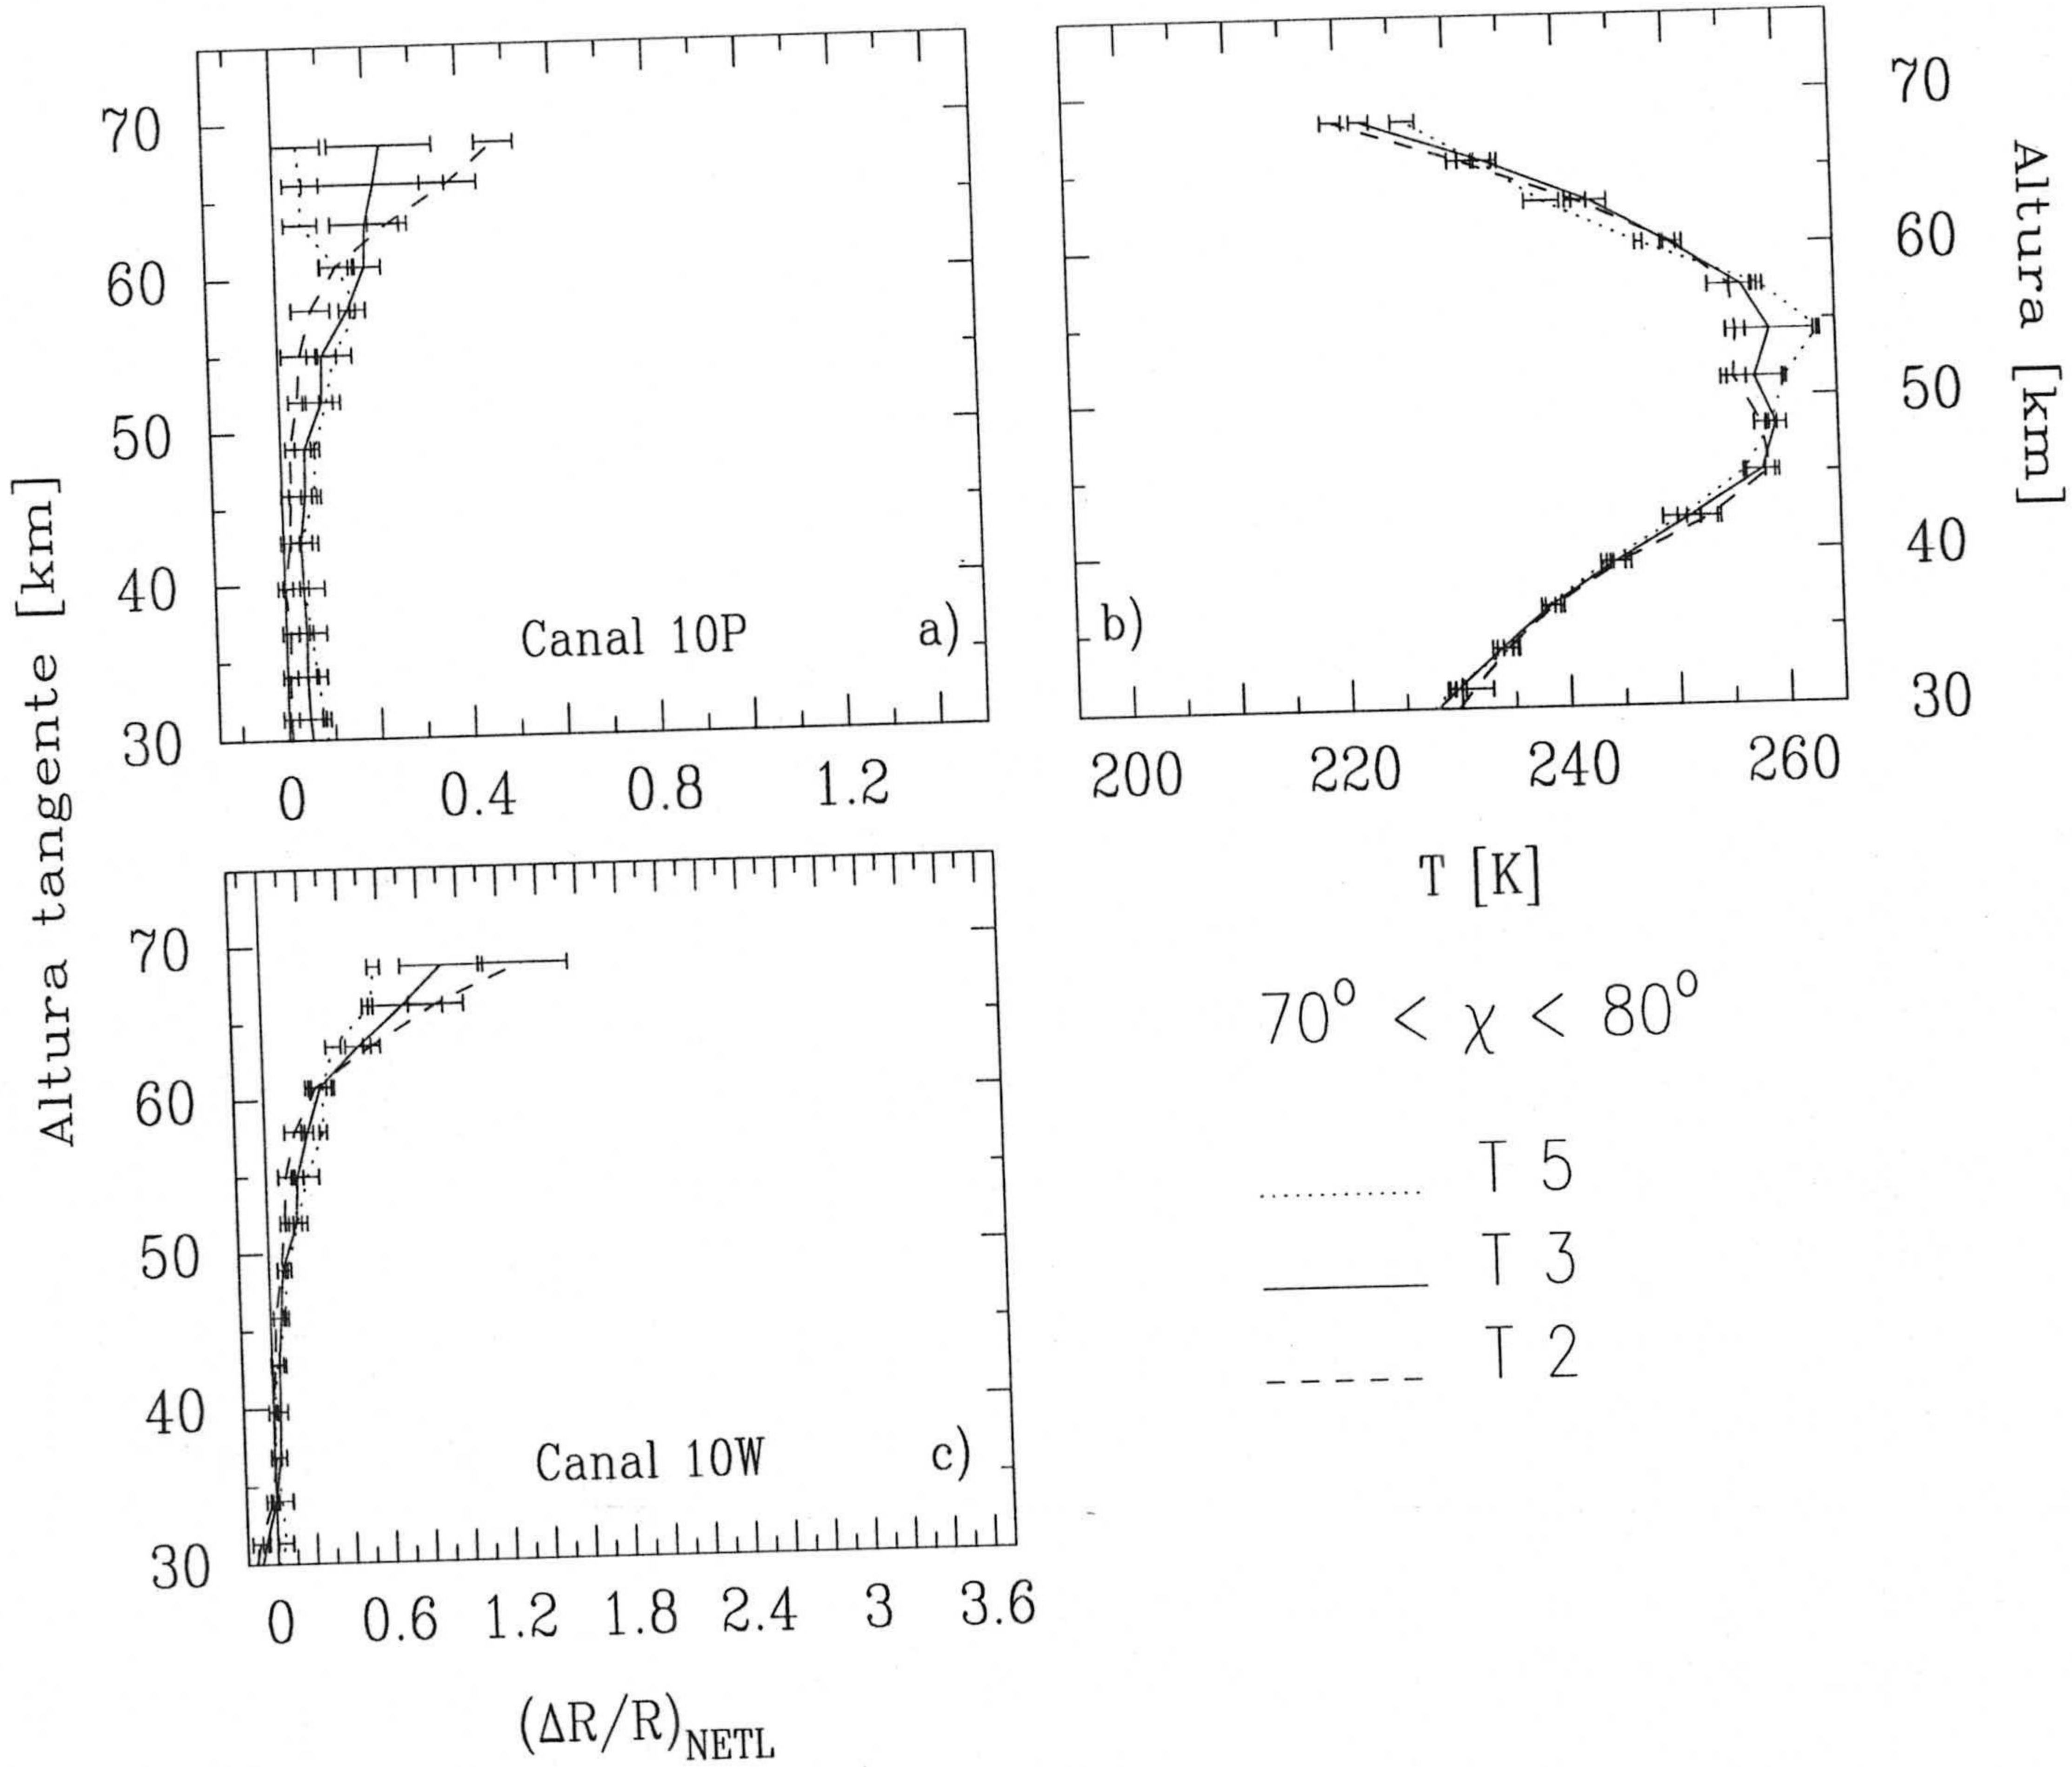 Altura tangente [km]
70
60
50
40
30
Canal 10P
a)
0 0.4 0.8 1.2
b)
70
60
50
40
30
Altura [km]
200 220 240 260
T [K]
70
60
50
40
30
Canal 10W
c)
0 0.6 1.2 1.8 2.4 3 3.6
(ΔR/R)NETL
70° < χ < 80°
T 5
T 3
T 2